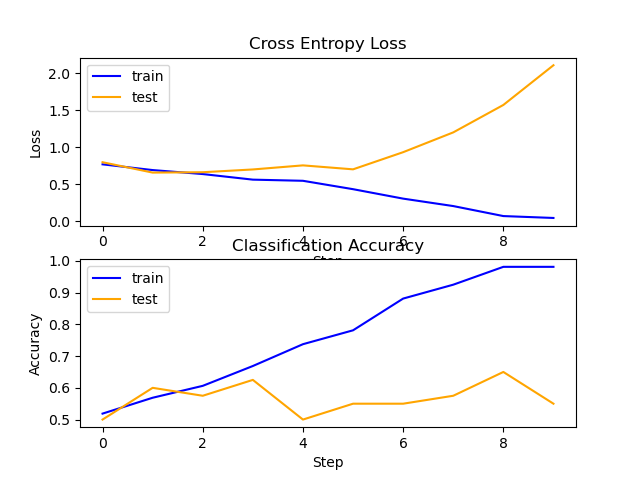 Cross Entropy Loss
2.0
1.5
1.0
0.5
0.0
Loss
train
test
0 2 4 6 8
Step
Classification Accuracy
1.0
0.9
0.8
0.7
0.6
0.5
Accuracy
train
test
0 2 4 6 8
Step